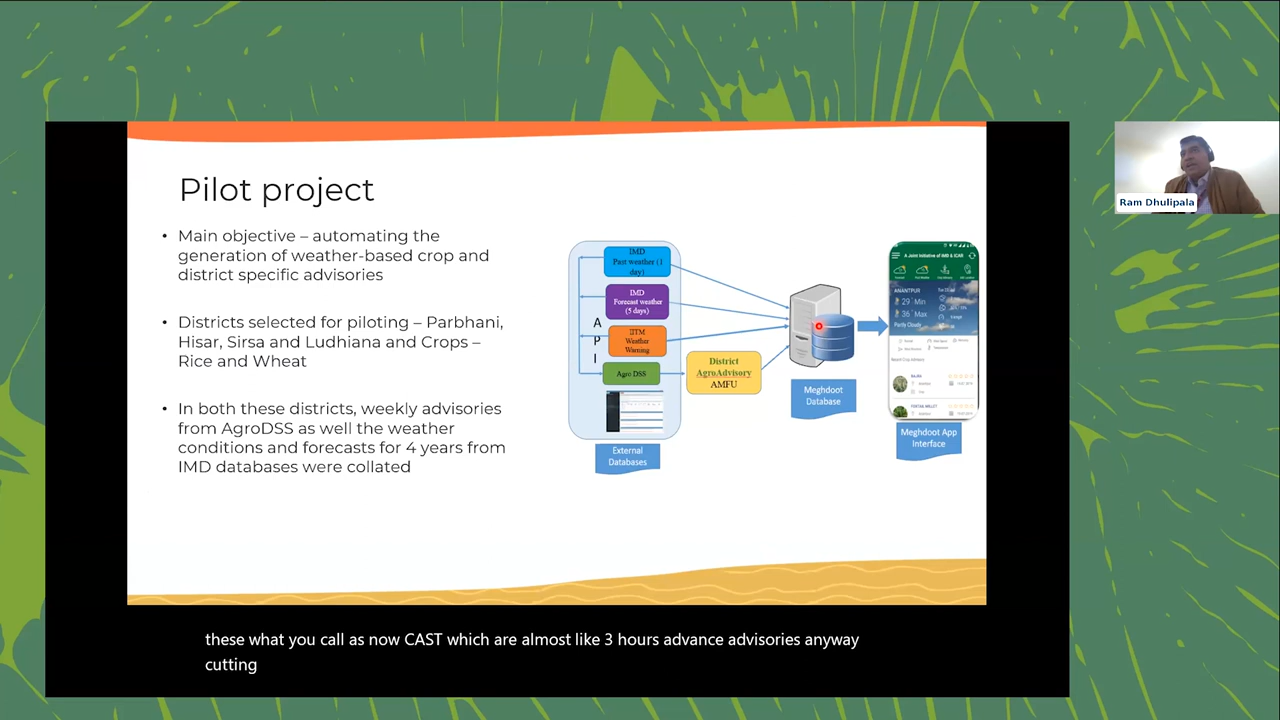 Pilot project
• Main objective – automating the
generation of weather-based crop and
district specific advisories
• Districts selected for piloting – Parbhani,
Hisar, Sirsa and Ludhiana and Crops –
Rice and Wheat
• In both these districts, weekly advisories
from AgroDSS as well the weather
conditions and forecasts for 4 years from
IMD databases were collated
IMD
Past weather (1
day)
IMD
Forecast weather
(5 days)
Weather
Warning
Agro DSS
A
P
I
External
Databases
District
AgroAdvisory
AMFU
Meghdoot
Database
A Joint Initiative of IMD & ICAR
ANANTPUR
29° Min
36° Max
Partly Cloudy
Meghdoot App
Interface
Ram Dhulipala
these what you call as now CAST which are almost like 3 hours advance advisories anyway
cutting